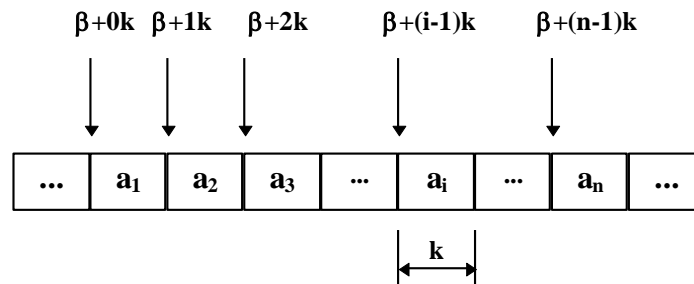 β+0k β+1k β+2k β+(i-1)k β+(n-1)k
... a₁ a₂ a₃ ... aᵢ ... aₙ ...
k